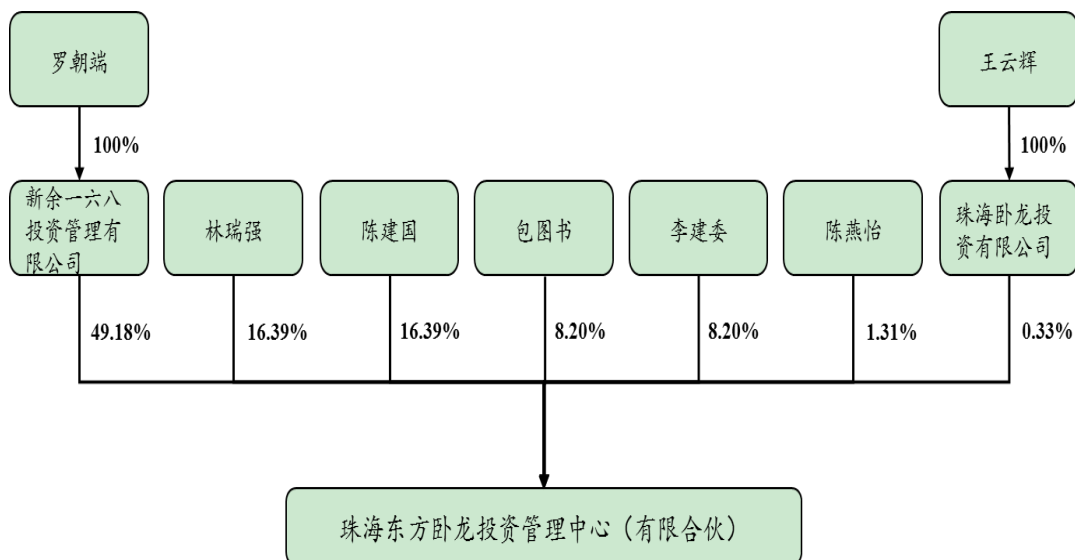 罗朝端
王云辉
100%
100%
新余一六八
投资管理有
限公司
林瑞强
陈建国
包图书
李建委
陈燕怡
珠海卧龙投
资有限公司
49.18%
16.39%
16.39%
8.20%
8.20%
1.31%
0.33%
珠海东方卧龙投资管理中心（有限合伙）